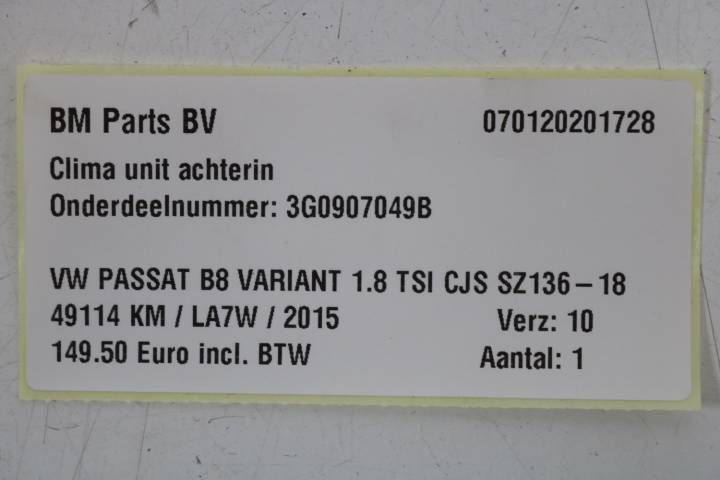 BM Parts BV 070120201728
Clima unit achterin
Onderdeelnummer: 3G0907049B
VW PASSAT B8 VARIANT 1.8 TSI CJS SZ136-18
49114 KM / LA7W / 2015 Verz: 10
149.50 Euro incl. BTW Aantal: 1